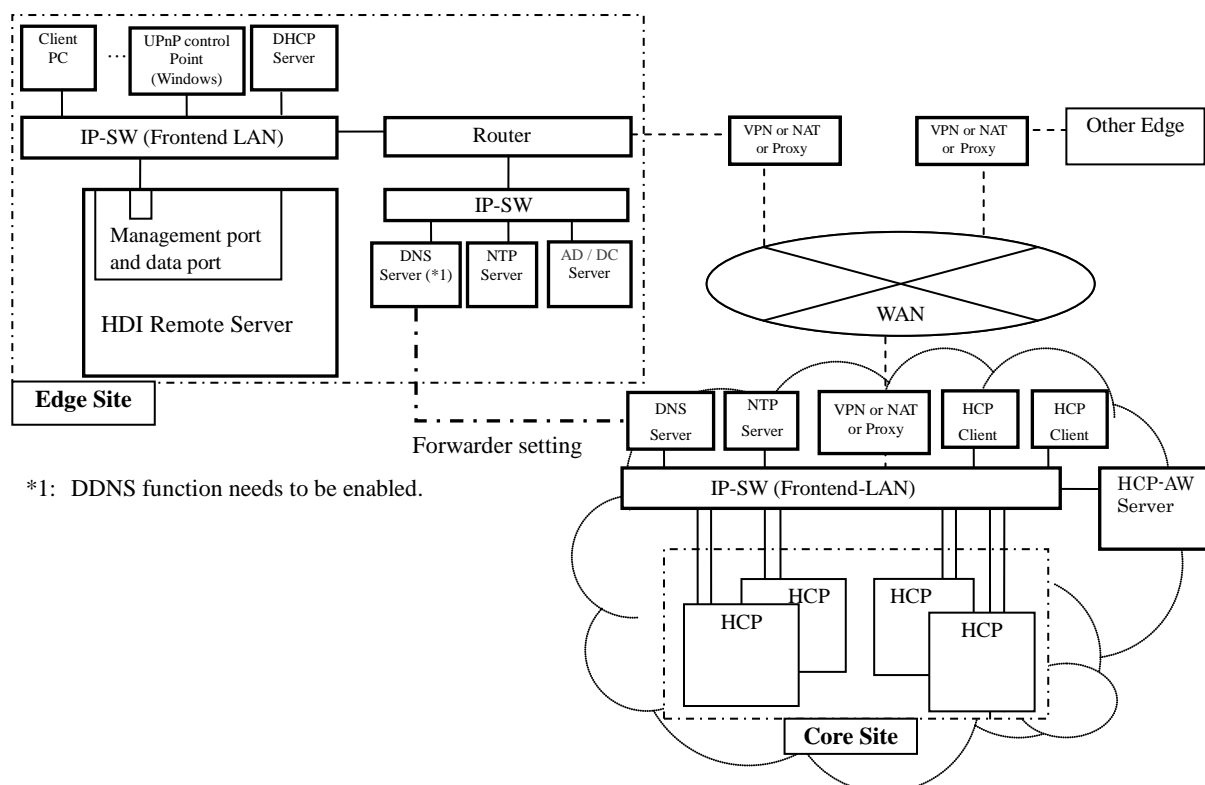 Client
PC
…
UPnP control
Point
(Windows)
DHCP
Server
IP-SW (Frontend LAN)
Router
VPN or NAT
or Proxy
VPN or NAT
or Proxy
Other Edge
IP-SW
Management port
and data port
DNS
Server (*1)
NTP
Server
AD / DC
Server
HDI Remote Server
WAN
Edge Site
Forwarder setting
DNS
Server
NTP
Server
VPN or NAT
or Proxy
HCP
Client
HCP
Client
*1: DDNS function needs to be enabled.
IP-SW (Frontend-LAN)
HCP-AW
Server
HCP
HCP
HCP
HCP
Core Site